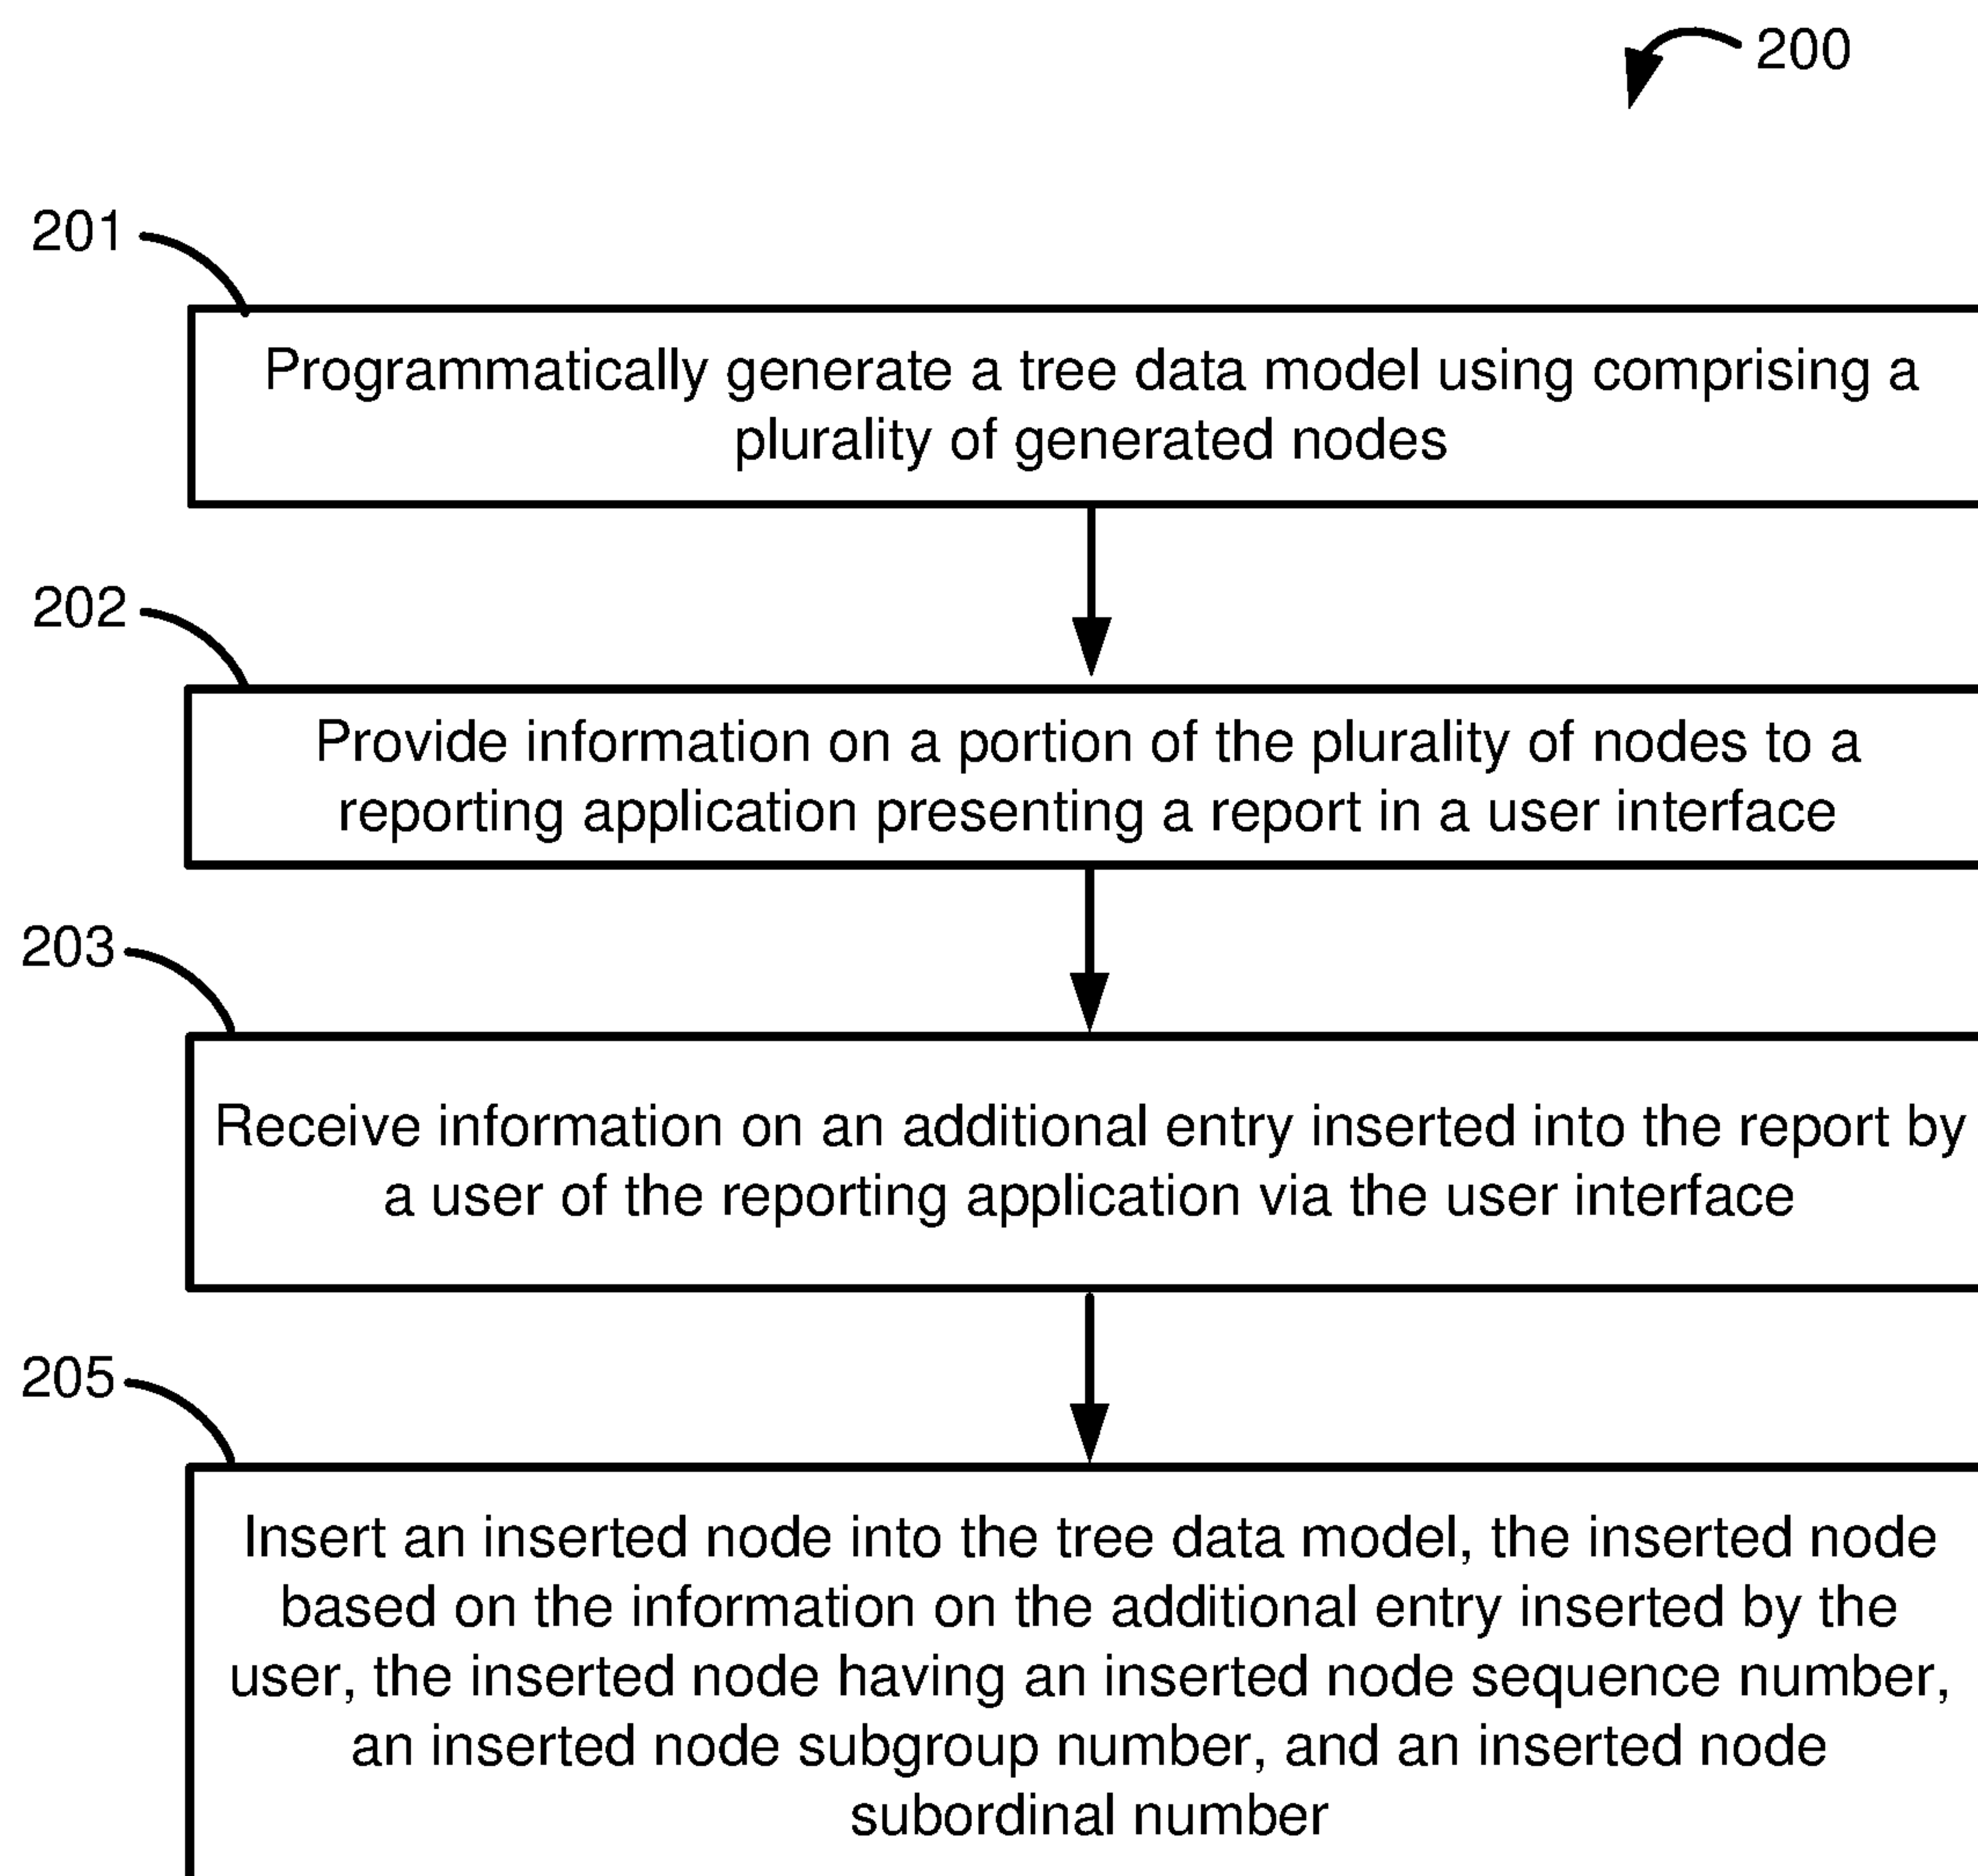 200
201
Programmatically generate a tree data model using comprising a
plurality of generated nodes
202
Provide information on a portion of the plurality of nodes to a
reporting application presenting a report in a user interface
203
Receive information on an additional entry inserted into the report by
a user of the reporting application via the user interface
205
Insert an inserted node into the tree data model, the inserted node
based on the information on the additional entry inserted by the
user, the inserted node having an inserted node sequence number,
an inserted node subgroup number, and an inserted node
subordinal number